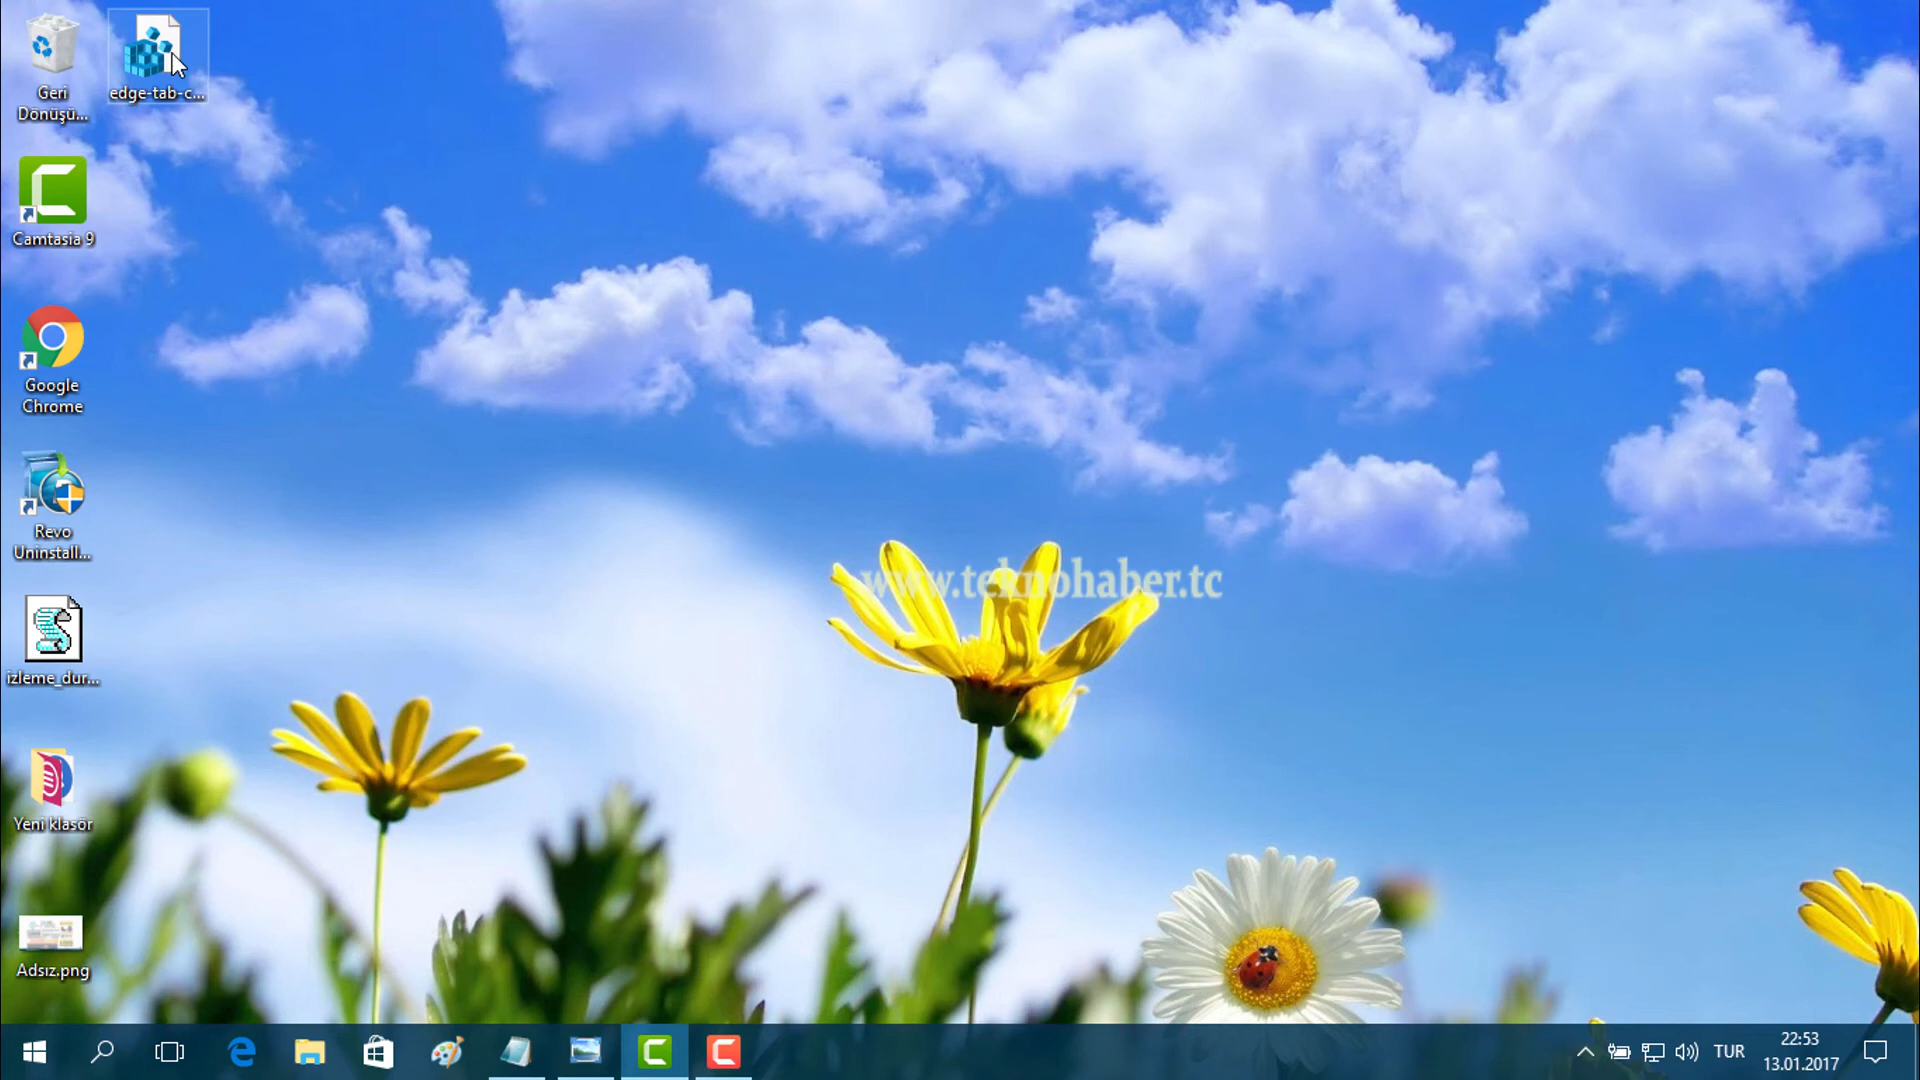 Geri
Dönüşü...
edge-tab-c...
Camtasia 9
Google
Chrome
Revo
Uninstall...
izleme_dur...
Yeni klasör
Adsız.png
www.teknohaber.tc
TUR
22:53
13.01.2017